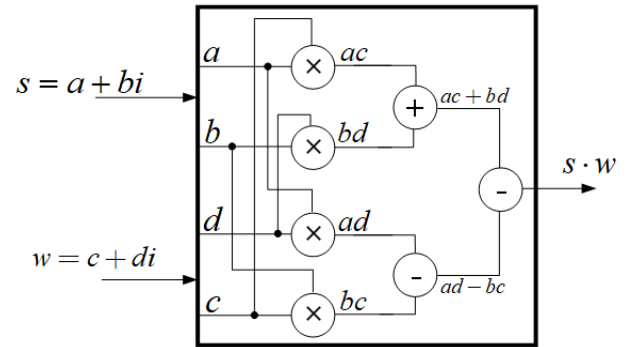 a
×
ac
s = a + bi
+
ac + bd
b
×
bd
-
s · w
d
×
ad
w = c + di
-
ad − bc
c
×
bc